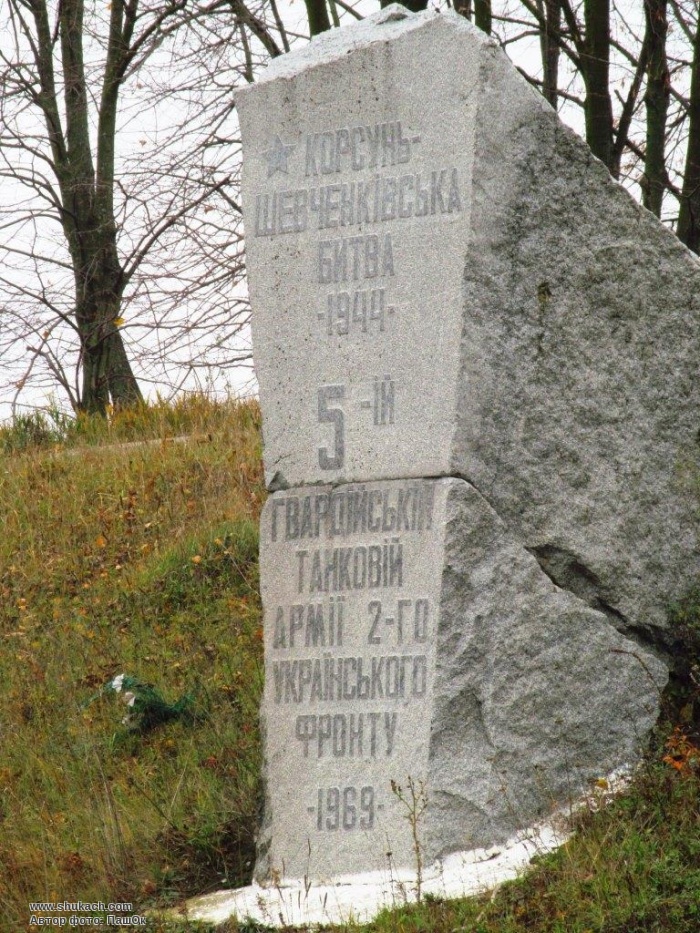 ★ КОРСУНЬ-
ШЕВЧЕНКІВСЬКА
БИТВА
-1944-
5-ІЙ
ГВАРДІЙСЬКІЙ
ТАНКОВІЙ
АРМІЇ 2-ГО
УКРАЇНСЬКОГО
ФРОНТУ
-1969-
www.shukach.com
Автор фото: ПашОк